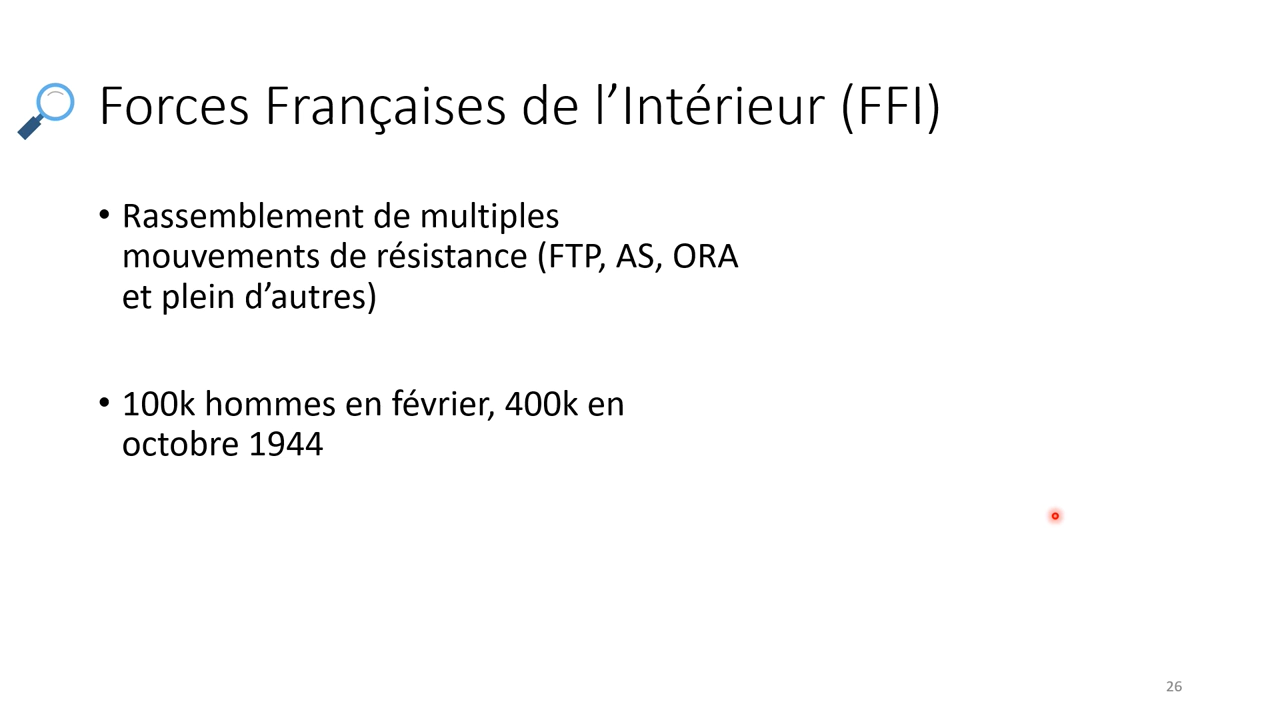 Forces Françaises de l’Intérieur (FFI)
• Rassemblement de multiples
mouvements de résistance (FTP, AS, ORA
et plein d’autres)
• 100k hommes en février, 400k en
octobre 1944
26